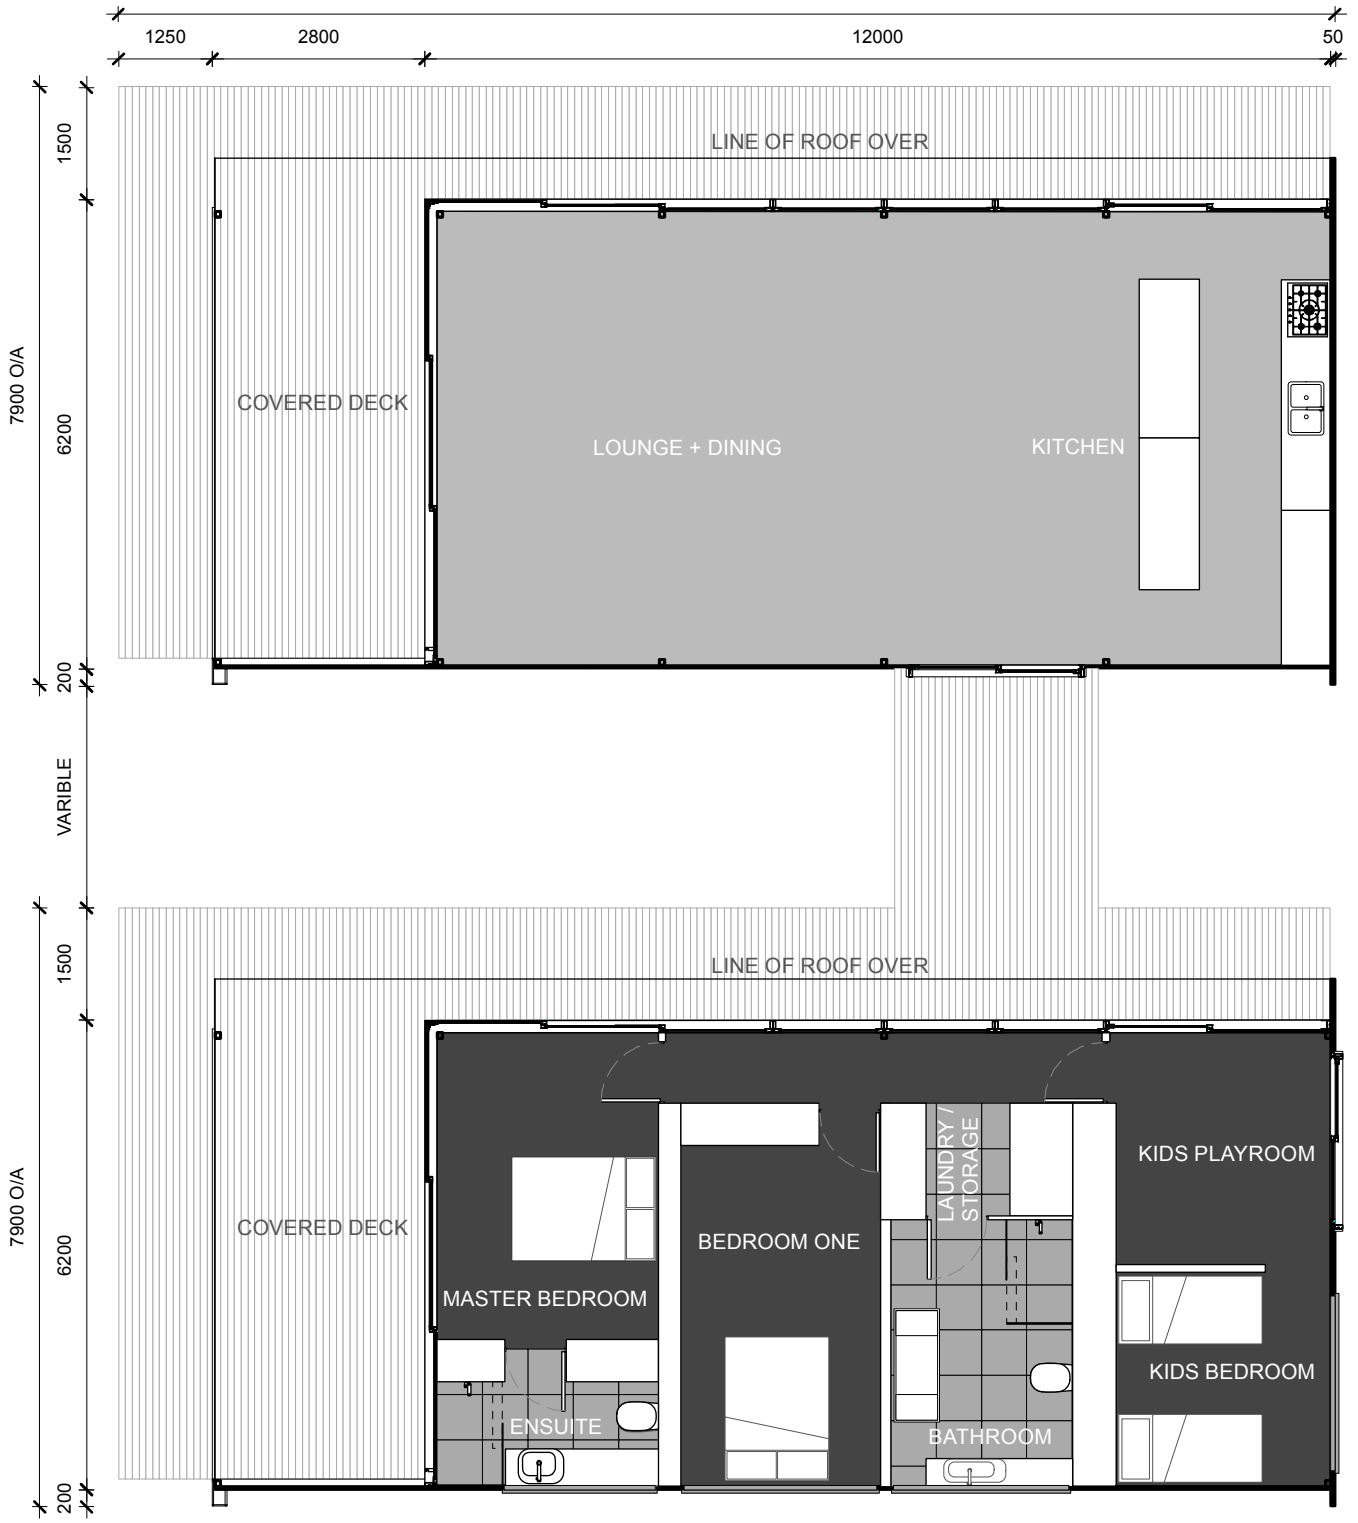 1250 2800 12000 50
1500
LINE OF ROOF OVER
7900 O/A
6200
COVERED DECK
LOUNGE + DINING
KITCHEN
200
VARIBLE
1500
LINE OF ROOF OVER
7900 O/A
6200
COVERED DECK
LAUNDRY /
STORAGE
KIDS PLAYROOM
BEDROOM ONE
MASTER BEDROOM
KIDS BEDROOM
ENSUITE
BATHROOM
200